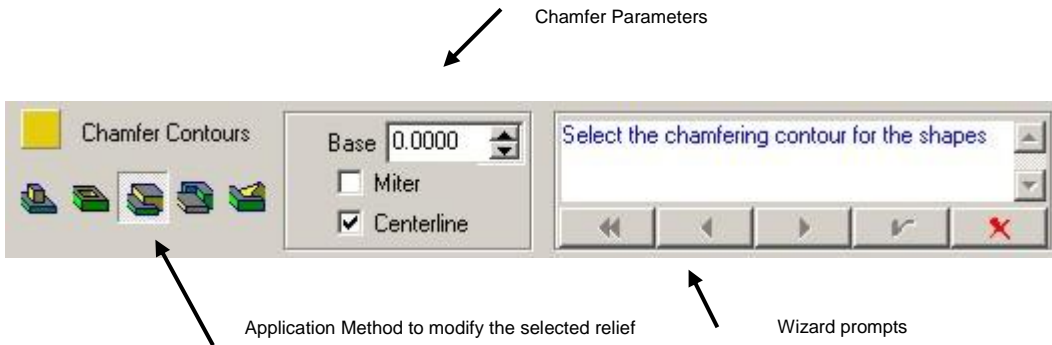 Chamfer Parameters
Chamfer Contours
Base 0.0000
Miter
Centerline
Select the chamfering contour for the shapes
Application Method to modify the selected relief
Wizard prompts